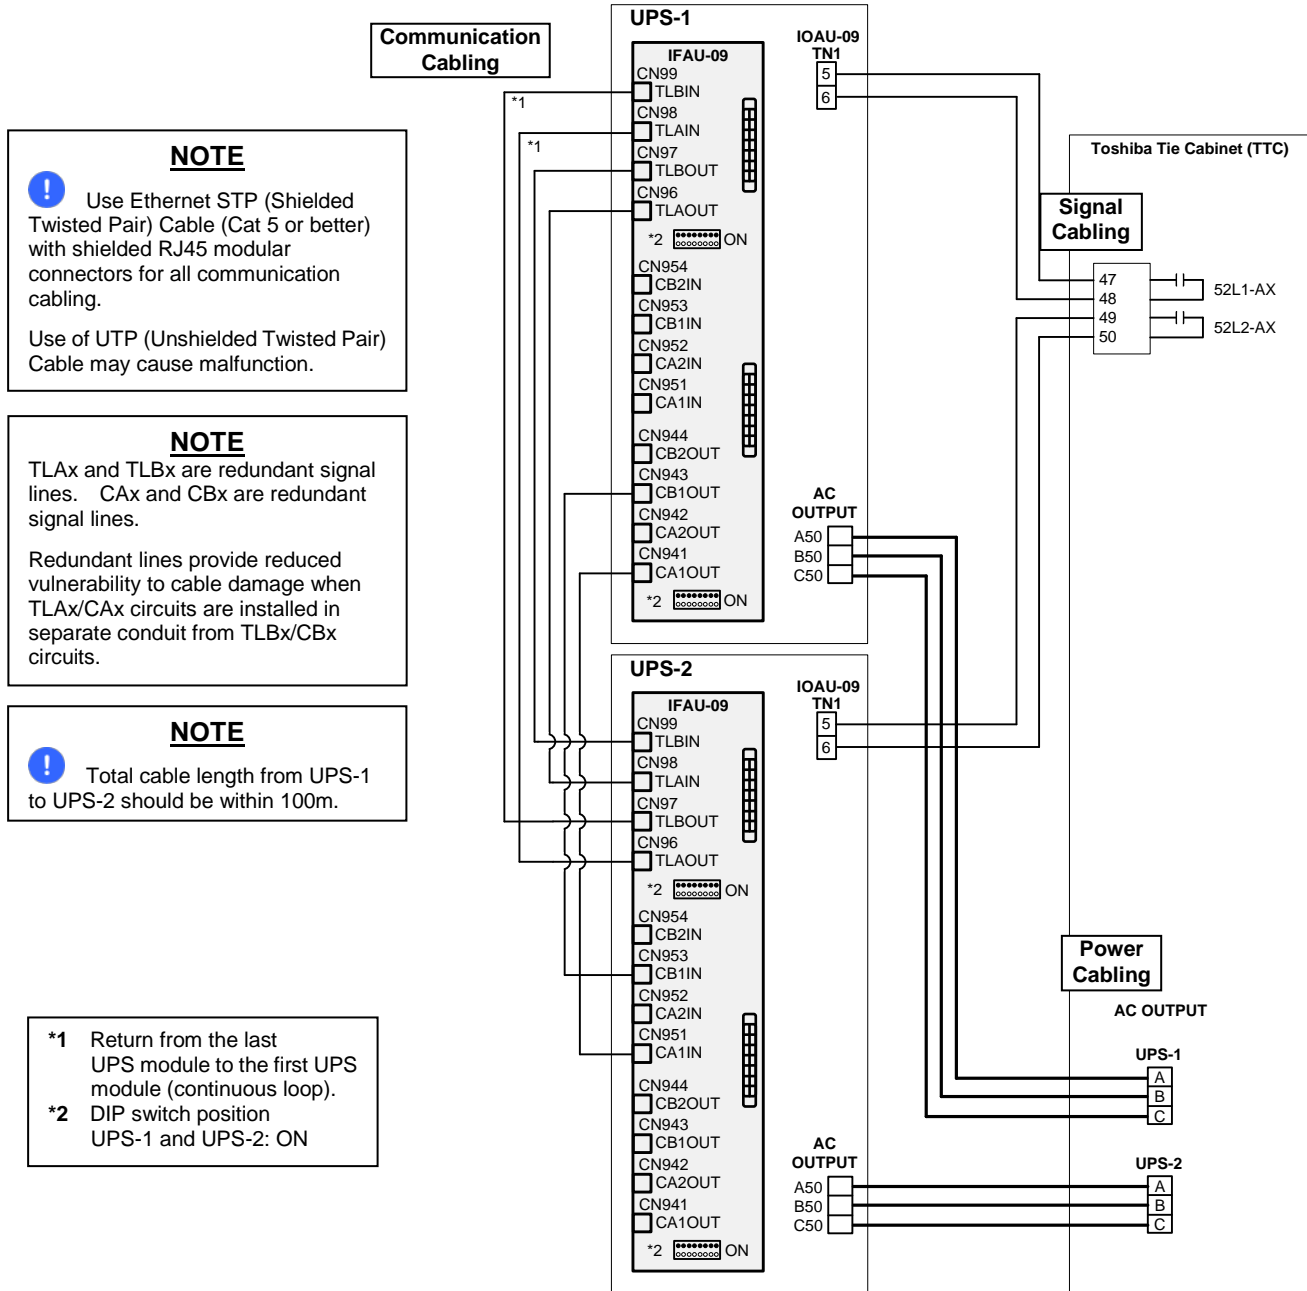 Communication
Cabling
NOTE
! Use Ethernet STP (Shielded
Twisted Pair) Cable (Cat 5 or better)
with shielded RJ45 modular
connectors for all communication
cabling.
Use of UTP (Unshielded Twisted Pair)
Cable may cause malfunction.
NOTE
TLAx and TLBx are redundant signal
lines. CAx and CBx are redundant
signal lines.
Redundant lines provide reduced
vulnerability to cable damage when
TLAx/CAx circuits are installed in
separate conduit from TLBx/CBx
circuits.
NOTE
! Total cable length from UPS-1
to UPS-2 should be within 100m.
*1 Return from the last
UPS module to the first UPS
module (continuous loop).
*2 DIP switch position
UPS-1 and UPS-2: ON
*1
*1
UPS-1
IFAU-09
CN99
TLBIN
CN98
TLAIN
CN97
TLBOUT
CN96
TLAOUT
*2 ON
CN954
CB2IN
CN953
CB1IN
CN952
CA2IN
CN951
CA1IN
CN944
CB2OUT
CN943
CB1OUT
CN942
CA2OUT
CN941
CA1OUT
*2 ON
IOAU-09
TN1
5
6
AC
OUTPUT
A50
B50
C50
UPS-2
IFAU-09
CN99
TLBIN
CN98
TLAIN
CN97
TLBOUT
CN96
TLAOUT
*2 ON
CN954
CB2IN
CN953
CB1IN
CN952
CA2IN
CN951
CA1IN
CN944
CB2OUT
CN943
CB1OUT
CN942
CA2OUT
CN941
CA1OUT
*2 ON
IOAU-09
TN1
5
6
AC
OUTPUT
A50
B50
C50
Toshiba Tie Cabinet (TTC)
Signal
Cabling
47
48
49
50
52L1-AX
52L2-AX
Power
Cabling
AC OUTPUT
UPS-1
A
B
C
UPS-2
A
B
C